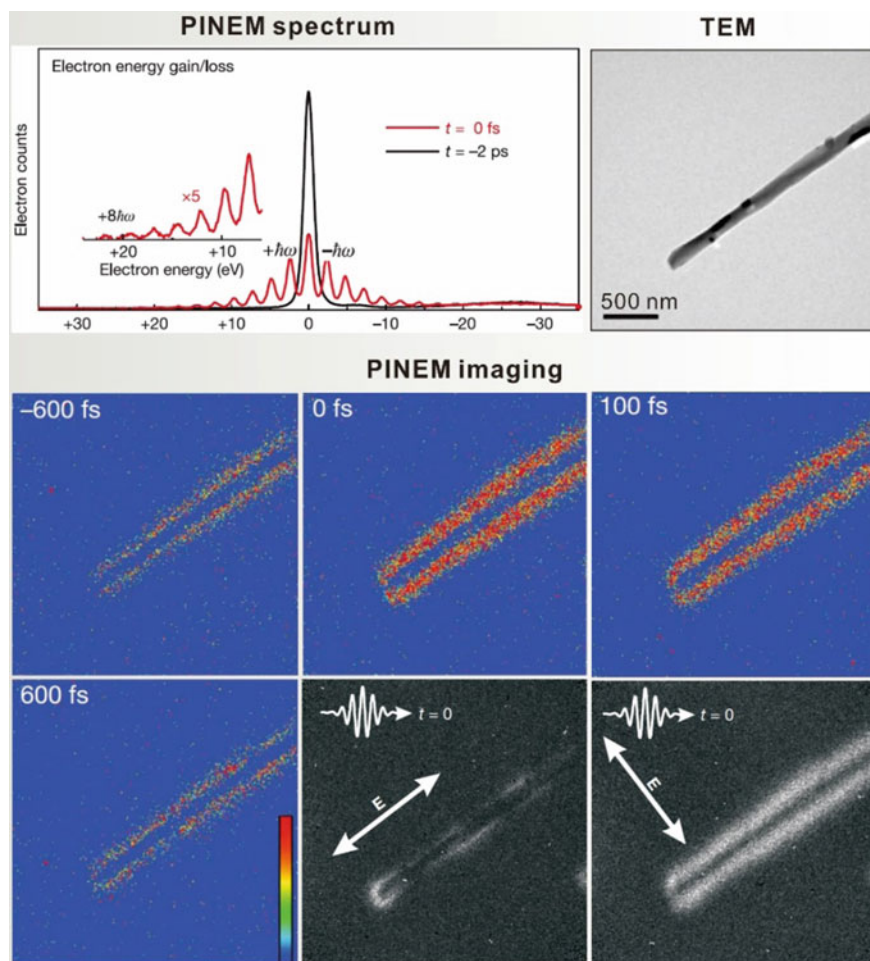 PINEM spectrum
TEM
Electron energy gain/loss
Electron counts
t = 0 fs
t = –2 ps
×5
+8ħω
+20
+10
Electron energy (eV)
+ħω
–ħω
+30
+20
+10
0
–10
–20
–30
500 nm
PINEM imaging
–600 fs
0 fs
100 fs
600 fs
t = 0
E
t = 0
E